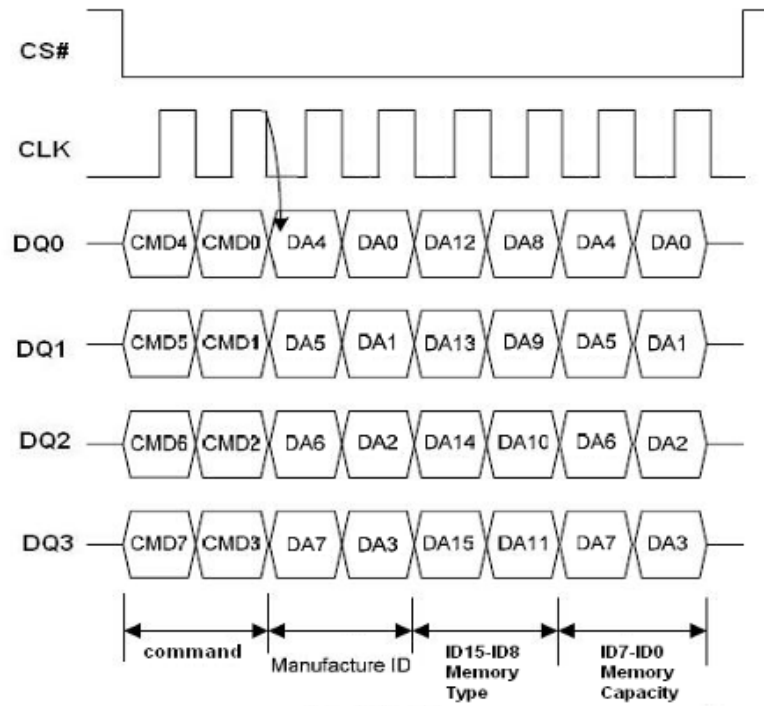 CS#
CLK
DQ0 CMD4 CMD0 DA4 DA0 DA12 DA8 DA4 DA0
DQ1 CMD5 CMD1 DA5 DA1 DA13 DA9 DA5 DA1
DQ2 CMD6 CMD2 DA6 DA2 DA14 DA10 DA6 DA2
DQ3 CMD7 CMD3 DA7 DA3 DA15 DA11 DA7 DA3
command
Manufacture ID
ID15-ID8
Memory
Type
ID7-ID0
Memory
Capacity